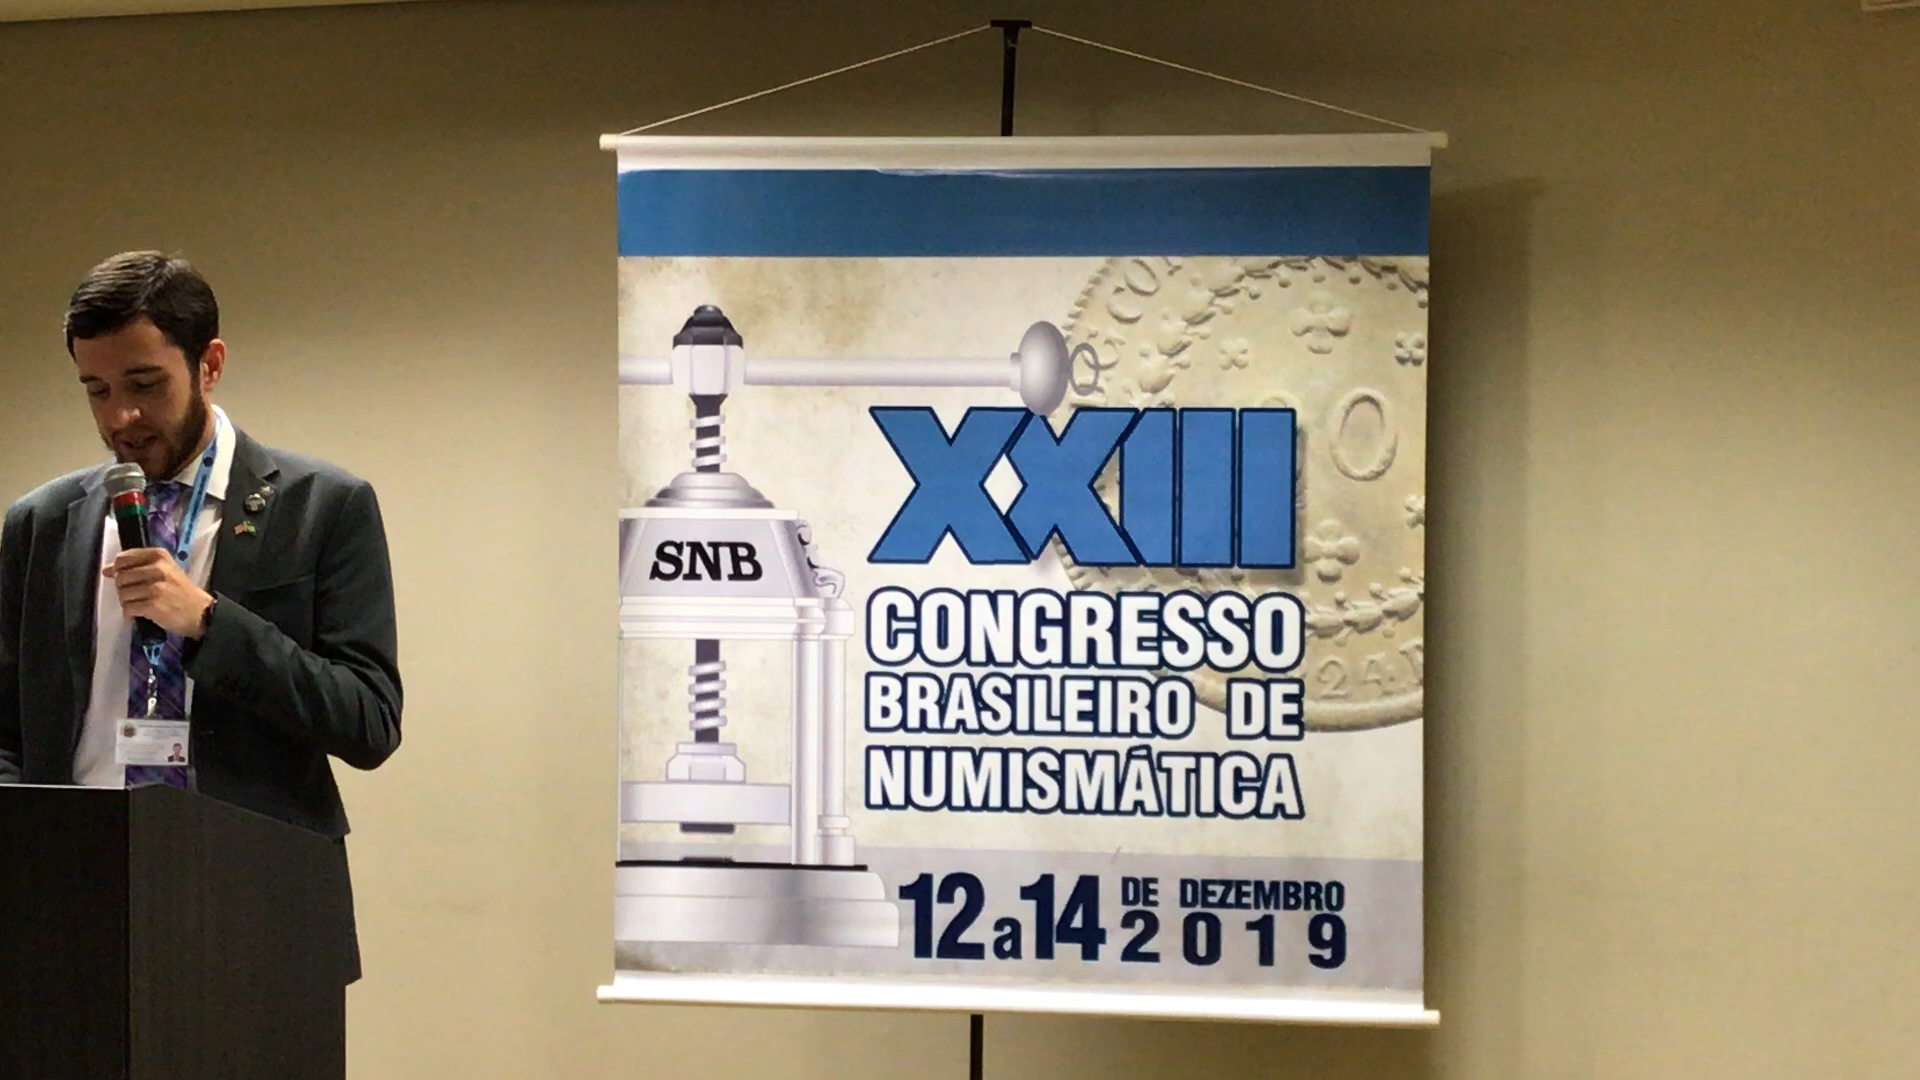 SNB
XXIII
CONGRESSO
BRASILEIRO DE
NUMISMÁTICA
12 a 14 DE DEZEMBRO
2019